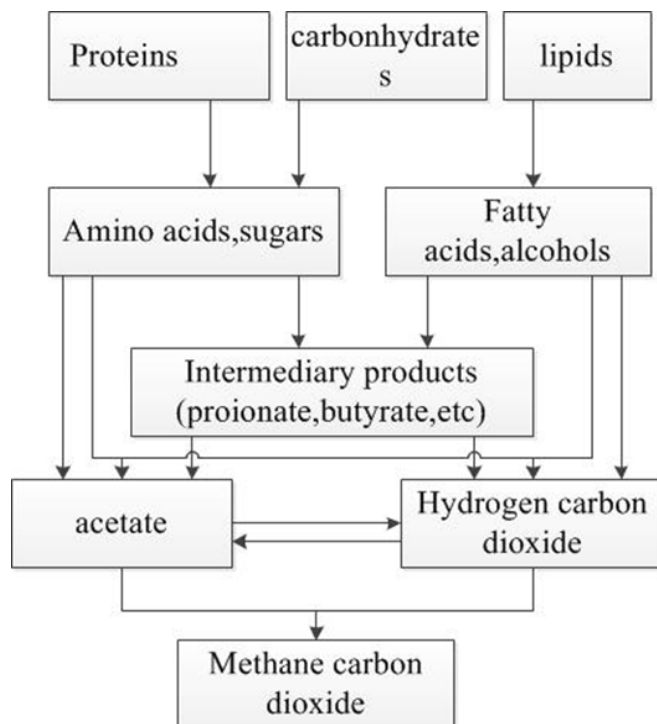 Proteins
carbonhydrate
s
lipids
Amino acids,sugars
Fatty
acids,alcohols
Intermediary products
(proionate,butyrate,etc)
acetate
Hydrogen carbon
dioxide
Methane carbon
dioxide